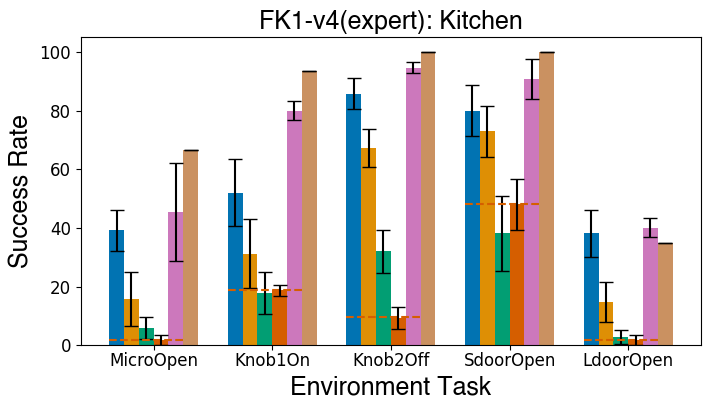 FK1-v4(expert): Kitchen
Success Rate
100
80
60
40
20
0
MicroOpen Knob1On Knob2Off SdoorOpen LdoorOpen
Environment Task